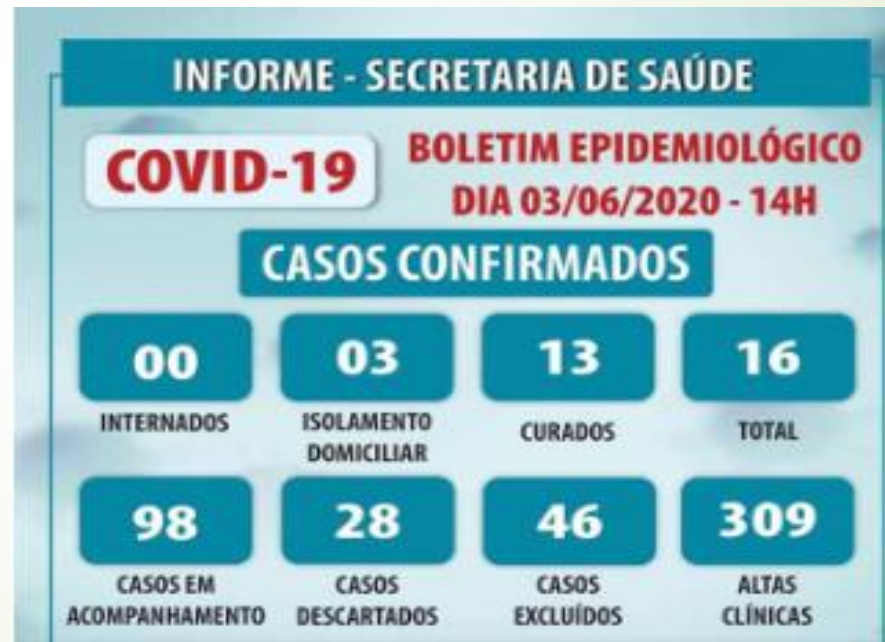 INFORME - SECRETARIA DE SAÚDE
COVID-19
BOLETIM EPIDEMIOLÓGICO
DIA 03/06/2020 - 14H
CASOS CONFIRMADOS
00
INTERNADOS
03
ISOLAMENTO
DOMICILIAR
13
CURADOS
16
TOTAL
98
CASOS EM
ACOMPANHAMENTO
28
CASOS
DESCARTADOS
46
CASOS
EXCLUÍDOS
309
ALTAS
CLÍNICAS